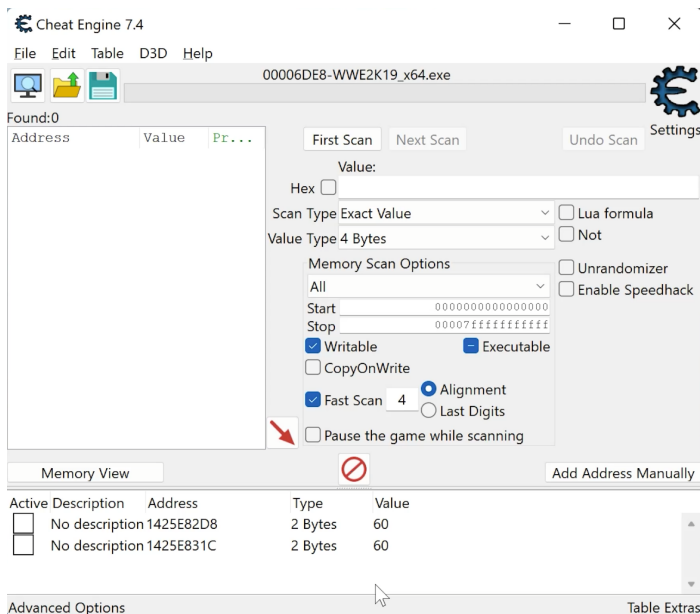 Cheat Engine 7.4
File Edit Table D3D Help
00006DE8-WWE2K19_x64.exe
Found:0
Settings
Address Value Pr...
First Scan Next Scan Undo Scan
Value:
Hex
Scan Type Exact Value
Lua formula
Value Type 4 Bytes
Not
Memory Scan Options
Unrandomizer
All
Enable Speedhack
Start 0000000000000000
Stop 00007fffffffffff
Writable Executable
CopyOnWrite
Fast Scan 4 Alignment
Last Digits
Pause the game while scanning
Memory View Add Address Manually
Active Description Address Type Value
No description 1425E82D8 2 Bytes 60
No description 1425E831C 2 Bytes 60
Advanced Options Table Extras